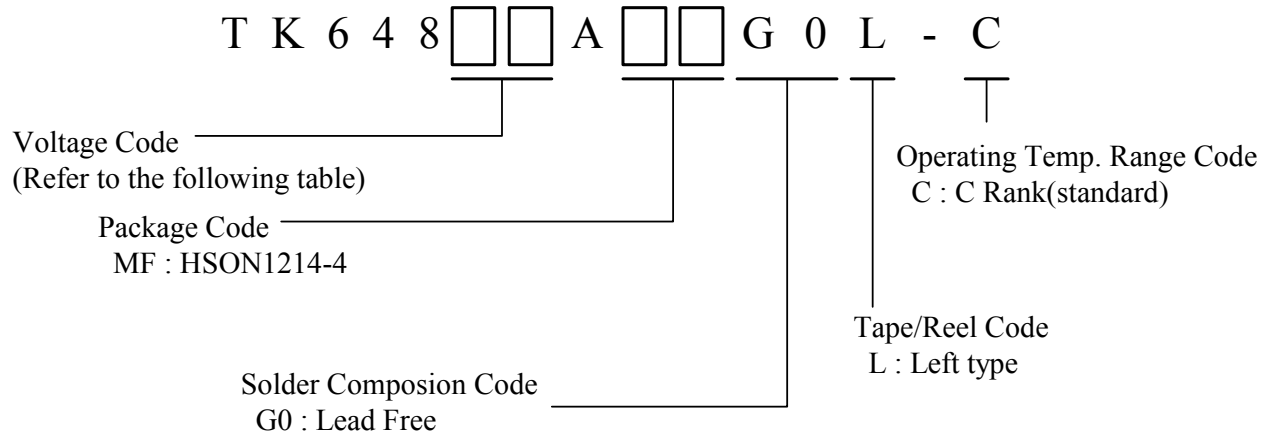 T K 6 4 8 □ □ A □ □ G 0 L - C
Voltage Code
(Refer to the following table)
Operating Temp. Range Code
C : C Rank(standard)
Package Code
MF : HSON1214-4
Tape/Reel Code
L : Left type
Solder Composion Code
G0 : Lead Free